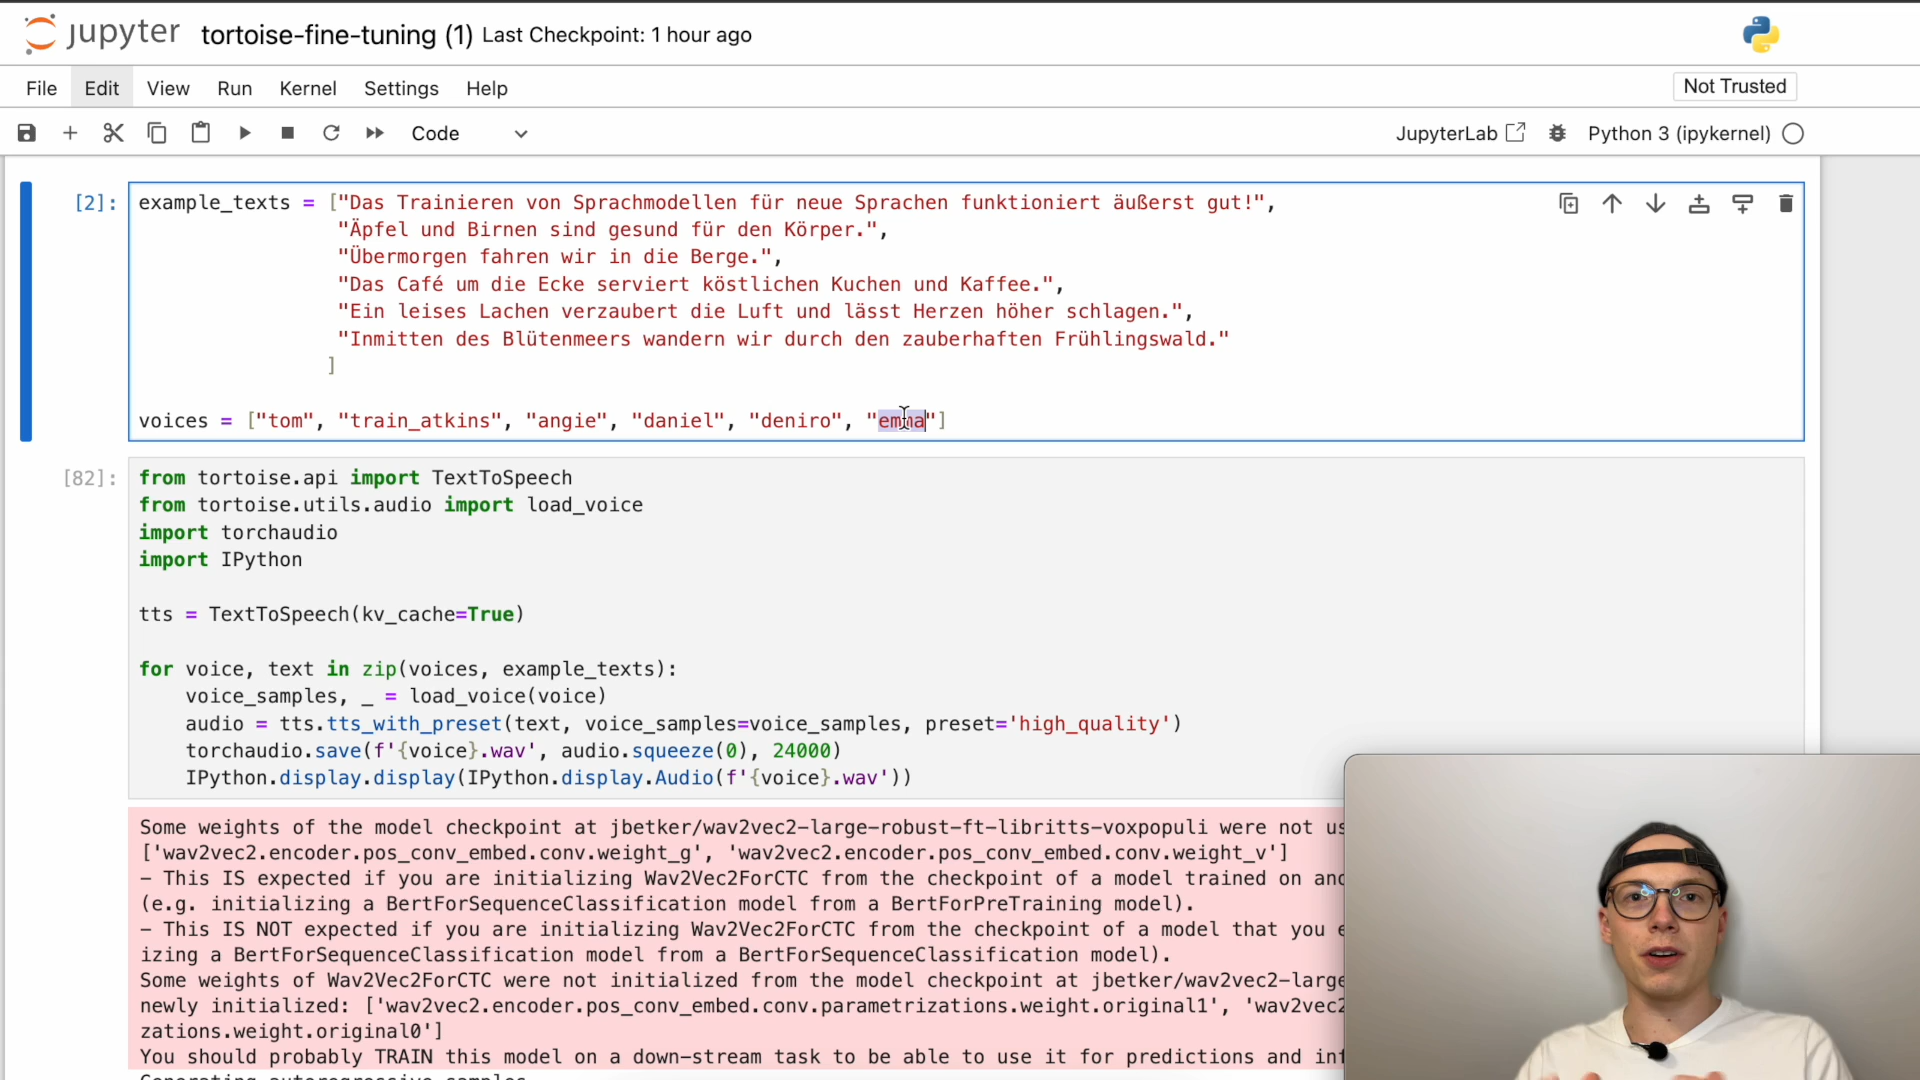 jupyter tortoise-fine-tuning (1) Last Checkpoint: 1 hour ago
File Edit View Run Kernel Settings Help Not Trusted
Code JupyterLab Python 3 (ipykernel)
[2]: example_texts = ["Das Trainieren von Sprachmodellen für neue Sprachen funktioniert äußerst gut!",
"Äpfel und Birnen sind gesund für den Körper.",
"Übermorgen fahren wir in die Berge.",
"Das Café um die Ecke serviert köstlichen Kuchen und Kaffee.",
"Ein leises Lachen verzaubert die Luft und lässt Herzen höher schlagen.",
"Inmitten des Blütenmeers wandern wir durch den zauberhaften Frühlingswald."
]
voices = ["tom", "train_atkins", "angie", "daniel", "deniro", "emma"]
[82]: from tortoise.api import TextToSpeech
from tortoise.utils.audio import load_voice
import torchaudio
import IPython
tts = TextToSpeech(kv_cache=True)
for voice, text in zip(voices, example_texts):
voice_samples, _ = load_voice(voice)
audio = tts.tts_with_preset(text, voice_samples=voice_samples, preset='high_quality')
torchaudio.save(f'{voice}.wav', audio.squeeze(0), 24000)
IPython.display.display(IPython.display.Audio(f'{voice}.wav'))
Some weights of the model checkpoint at jbetker/wav2vec2-large-robust-ft-libritts-voxpopuli were not us
['wav2vec2.encoder.pos_conv_embed.conv.weight_g', 'wav2vec2.encoder.pos_conv_embed.conv.weight_v']
- This IS expected if you are initializing Wav2Vec2ForCTC from the checkpoint of a model trained on ano
(e.g. initializing a BertForSequenceClassification model from a BertForPreTraining model).
- This IS NOT expected if you are initializing Wav2Vec2ForCTC from the checkpoint of a model that you e
izing a BertForSequenceClassification model from a BertForSequenceClassification model).
Some weights of Wav2Vec2ForCTC were not initialized from the model checkpoint at jbetker/wav2vec2-large
newly initialized: ['wav2vec2.encoder.pos_conv_embed.conv.parametrizations.weight.original1', 'wav2vec2
zations.weight.original0']
You should probably TRAIN this model on a down-stream task to be able to use it for predictions and inf
Generating autoregressive samples